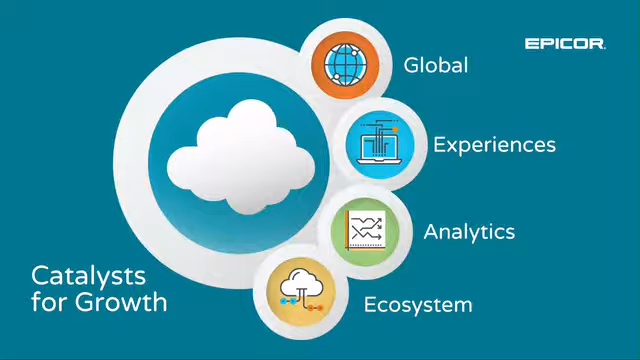 EPICOR
Global
Experiences
Analytics
Ecosystem
Catalysts
for Growth